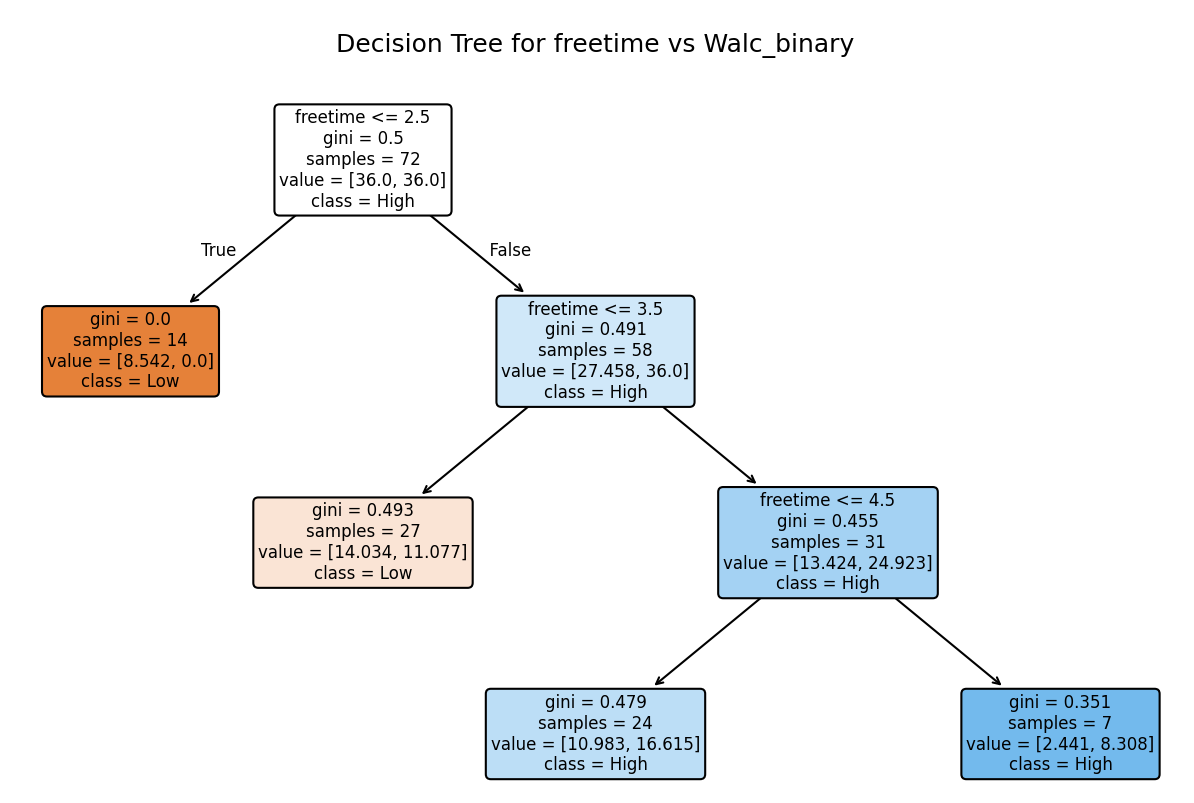 Decision Tree for freetime vs Walc_binary
freetime <= 2.5
gini = 0.5
samples = 72
value = [36.0, 36.0]
class = High
True
False
gini = 0.0
samples = 14
value = [8.542, 0.0]
class = Low
freetime <= 3.5
gini = 0.491
samples = 58
value = [27.458, 36.0]
class = High
gini = 0.493
samples = 27
value = [14.034, 11.077]
class = Low
freetime <= 4.5
gini = 0.455
samples = 31
value = [13.424, 24.923]
class = High
gini = 0.479
samples = 24
value = [10.983, 16.615]
class = High
gini = 0.351
samples = 7
value = [2.441, 8.308]
class = High